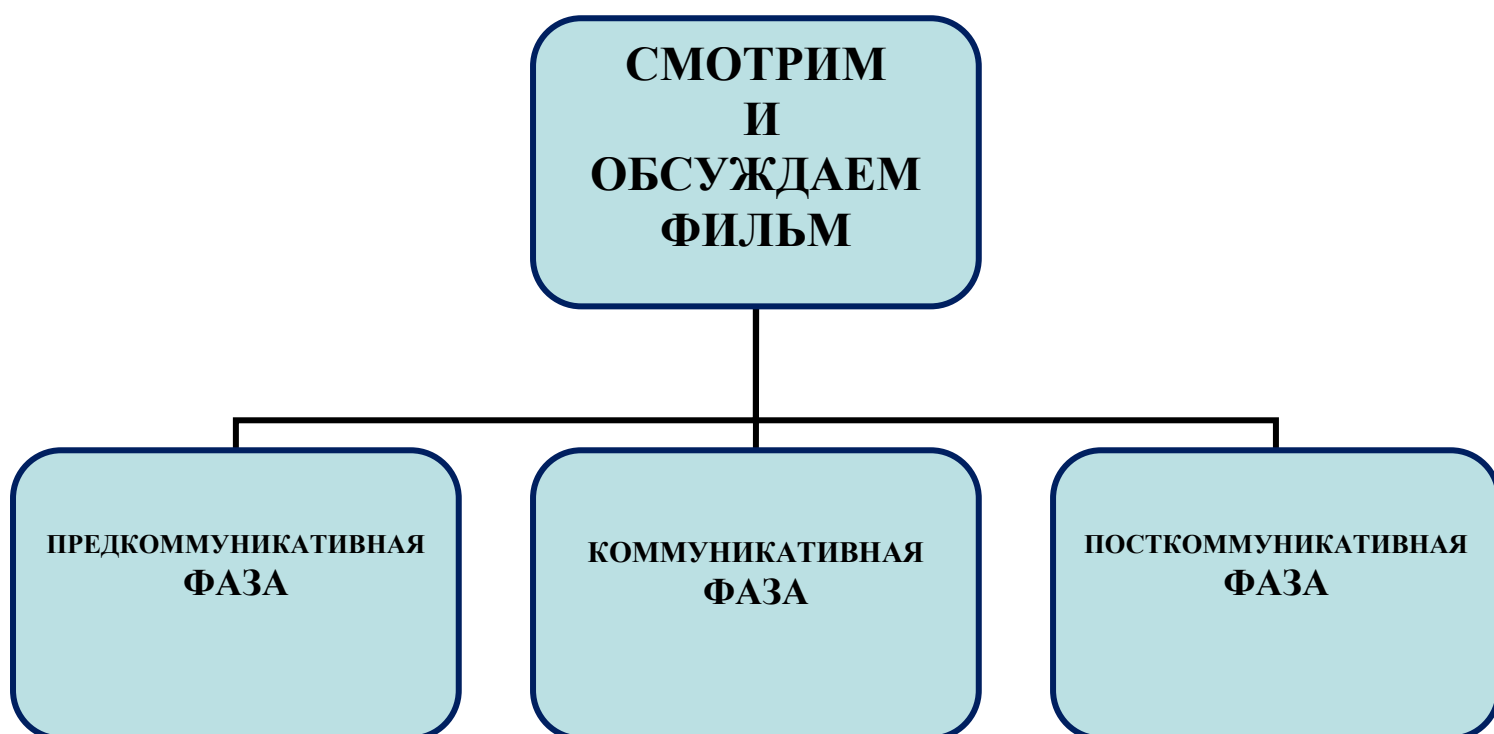 СМОТРИМ
И
ОБСУЖДАЕМ
ФИЛЬМ
ПРЕДКОММУНИКАТИВНАЯ
ФАЗА
КОММУНИКАТИВНАЯ
ФАЗА
ПОСТКОММУНИКАТИВНАЯ
ФАЗА